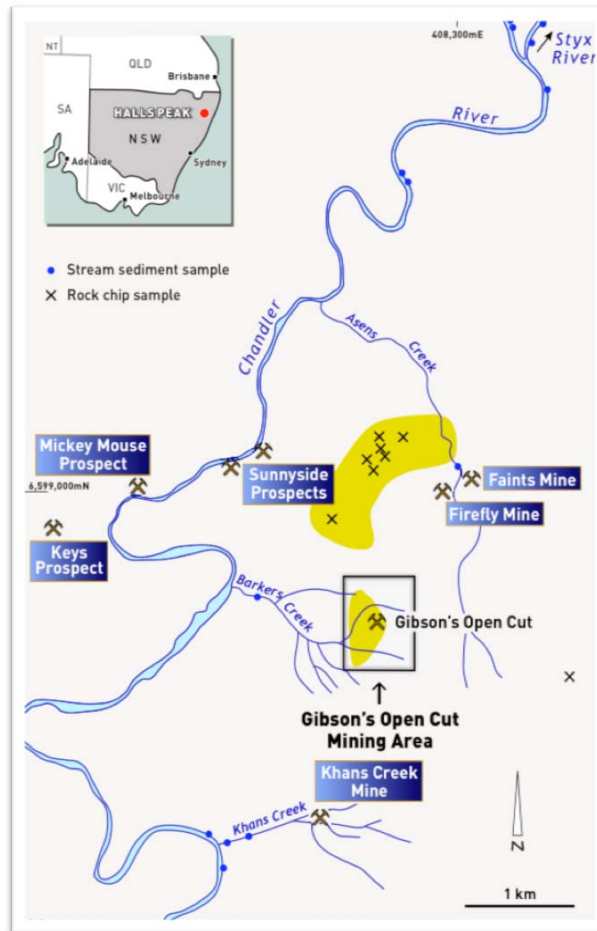 408,300mE
NT
QLD
Brisbane
SA
HALLS PEAK
NSW
Adelaide
Sydney
VIC
Melbourne
Styx
River
River
Stream sediment sample
Rock chip sample
Chandler
Asens
Creek
Mickey Mouse
Prospect
Sunnyside
Prospects
Faints Mine
6,599,000mN
Firefly Mine
Keys
Prospect
Barkers
Creek
Gibson's Open Cut
Gibson's Open Cut
Mining Area
Khans Creek
Mine
Khans Creek
N
1 km